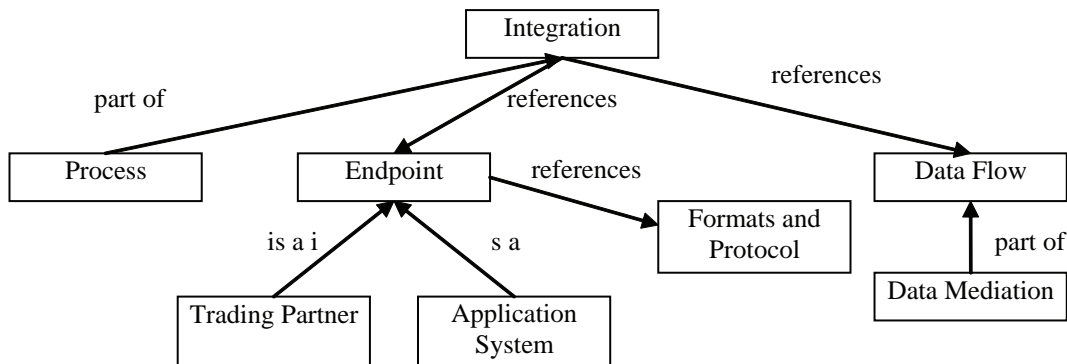 Integration
references
part of
references
Process
Endpoint
references
Data Flow
Formats and
Protocol
is a i
s a
part of
Trading Partner
Application
System
Data Mediation